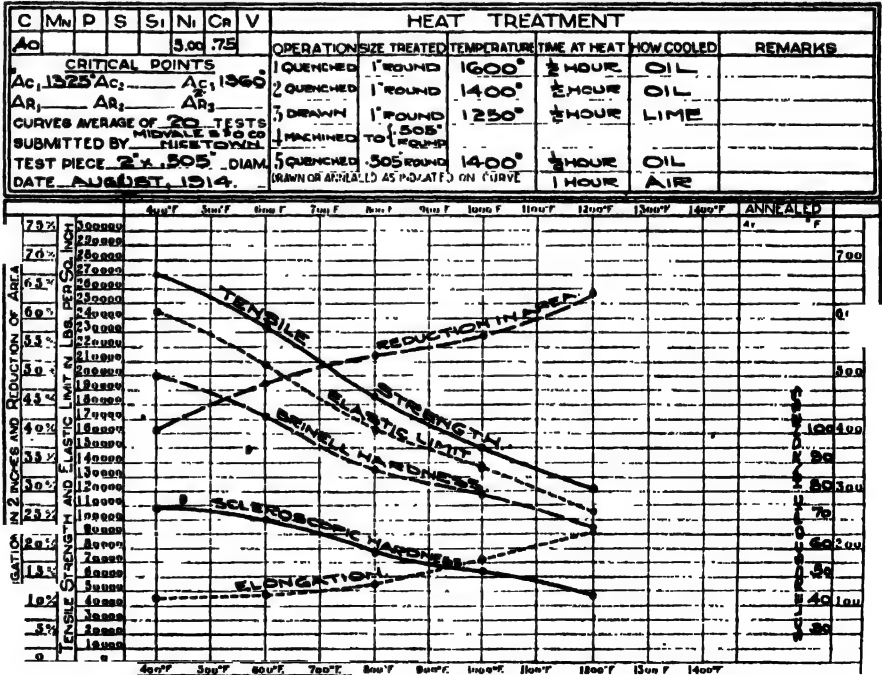 C Mn P S Si Ni Cr V
.40 3.00 .75
CRITICAL POINTS
Ac1 1325° Ac2 Ac3 1360°
Ar1 Ar2 Ar3
CURVES AVERAGE OF 20 TESTS
SUBMITTED BY MIDVALE S & O CO NICETOWN
TEST PIECE 2" x .505" DIAM.
DATE AUGUST, 1914.
HEAT TREATMENT
OPERATION SIZE TREATED TEMPERATURE TIME AT HEAT HOW COOLED REMARKS
1 QUENCHED 1" ROUND 1600° ½ HOUR OIL
2 QUENCHED 1" ROUND 1400° ½ HOUR OIL
3 DRAWN 1" ROUND 1250° ½ HOUR LIME
4 MACHINED TO {.505" ROUND
5 QUENCHED .505 ROUND 1400° ½ HOUR OIL
DRAWN OR ANNEALED AS INDICATED ON CURVE 1 HOUR AIR
400°F 500°F 600°F 700°F 800°F 900°F 1000°F 1100°F 1200°F 1300°F 1400°F ANNEALED
AT °F
IGATION IN 2 INCHES AND REDUCTION OF AREA
75% 70% 65% 60% 55% 50% 45% 40% 35% 30% 25% 20% 15% 10% 5% 0
TENSILE STRENGTH AND ELASTIC LIMIT IN LBS. PER SQ. INCH
300000
290000
280000
270000
260000
250000
240000
230000
220000
210000
200000
190000
180000
170000
160000
150000
140000
130000
120000
110000
100000
90000
80000
70000
60000
50000
40000
30000
20000
10000
0
TENSILE STRENGTH
REDUCTION IN AREA
ELASTIC LIMIT
BRINELL HARDNESS
SCLEROSCOPIC HARDNESS
ELONGATION
SCLEROSCOPIC HARDNESS
100
90
80
70
60
50
40
30
700
500
400
300
200
100
400°F 500°F 600°F 700°F 800°F 900°F 1000°F 1100°F 1200°F 1300°F 1400°F